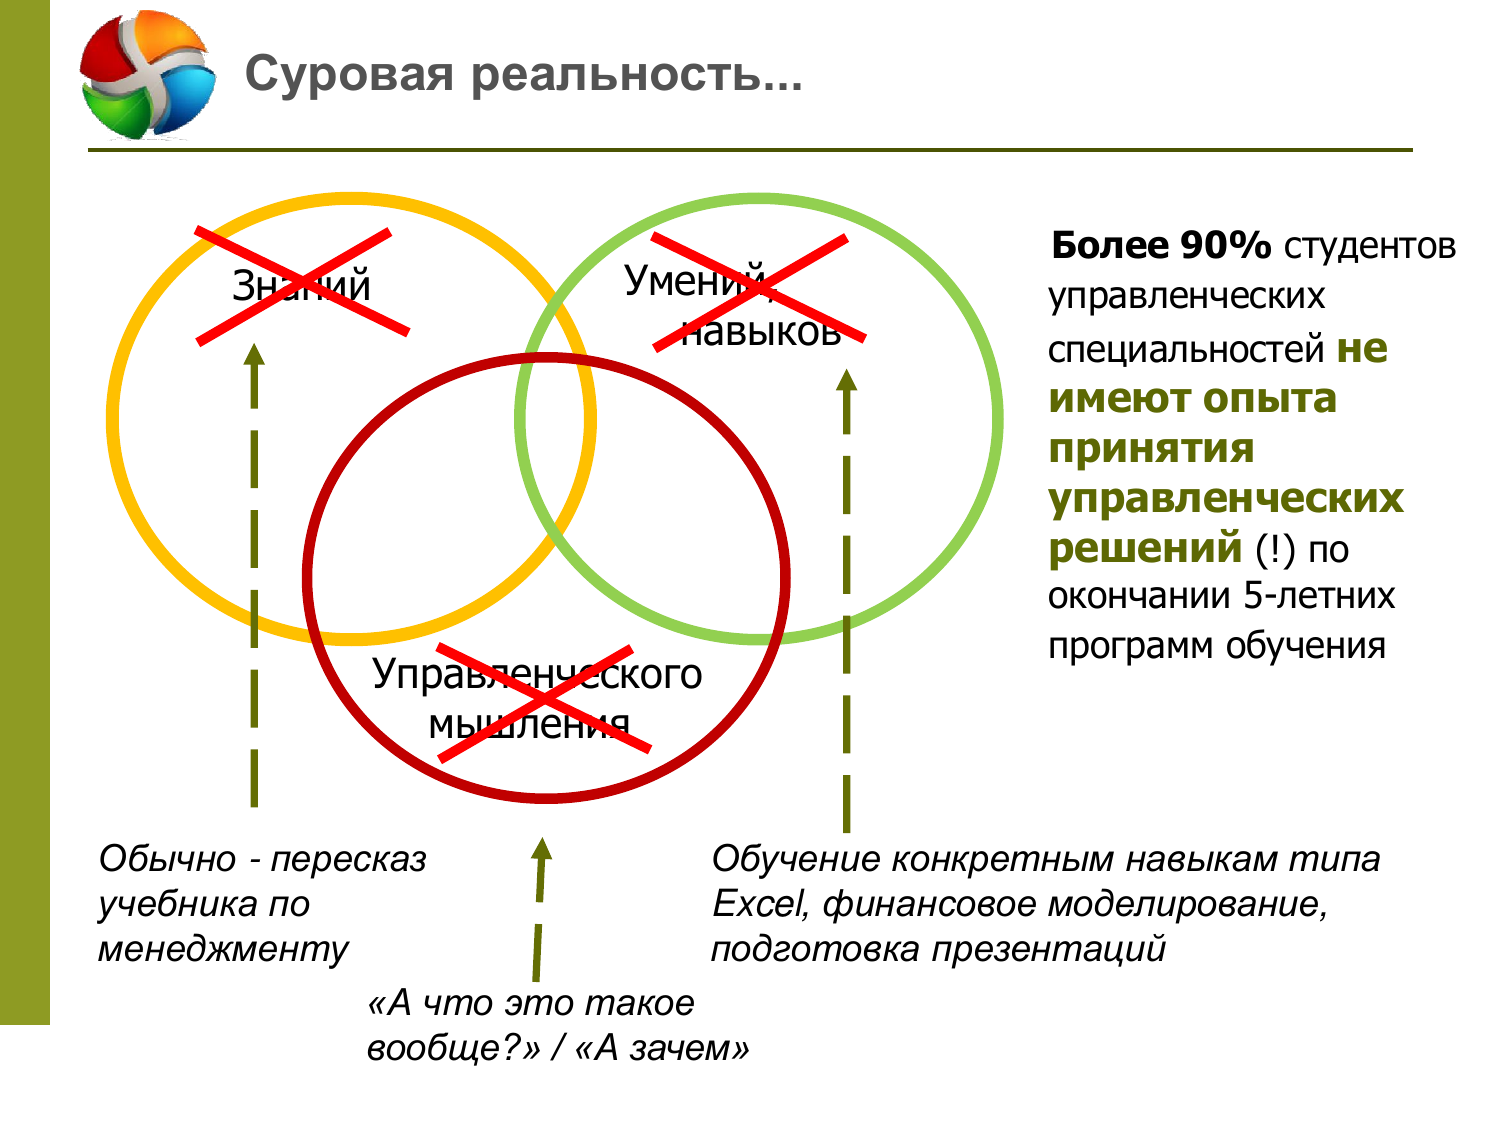 Суровая реальность...
Знаний
Умений,
навыков
Управленческого
мышления
Более 90% студентов
управленческих
специальностей не
имеют опыта
принятия
управленческих
решений (!) по
окончании 5-летних
программ обучения
Обычно - пересказ
учебника по
менеджменту
Обучение конкретным навыкам типа
Excel, финансовое моделирование,
подготовка презентаций
«А что это такое
вообще?» / «А зачем»